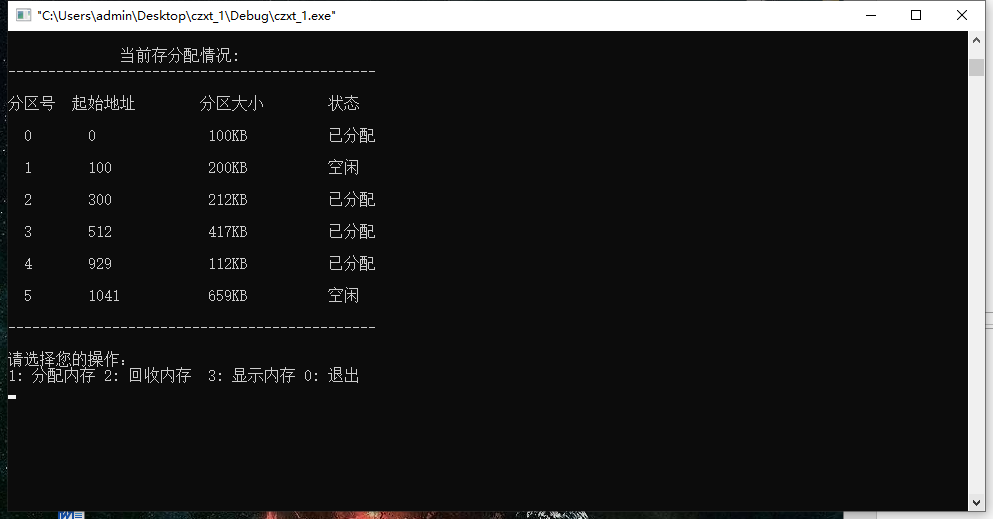 "C:\Users\admin\Desktop\czxt_1\Debug\czxt_1.exe"
当前存分配情况:
----------------------------------------------
分区号 起始地址 分区大小 状态
0 0 100KB 已分配
1 100 200KB 空闲
2 300 212KB 已分配
3 512 417KB 已分配
4 929 112KB 已分配
5 1041 659KB 空闲
----------------------------------------------
请选择您的操作:
1: 分配内存 2: 回收内存 3: 显示内存 0: 退出